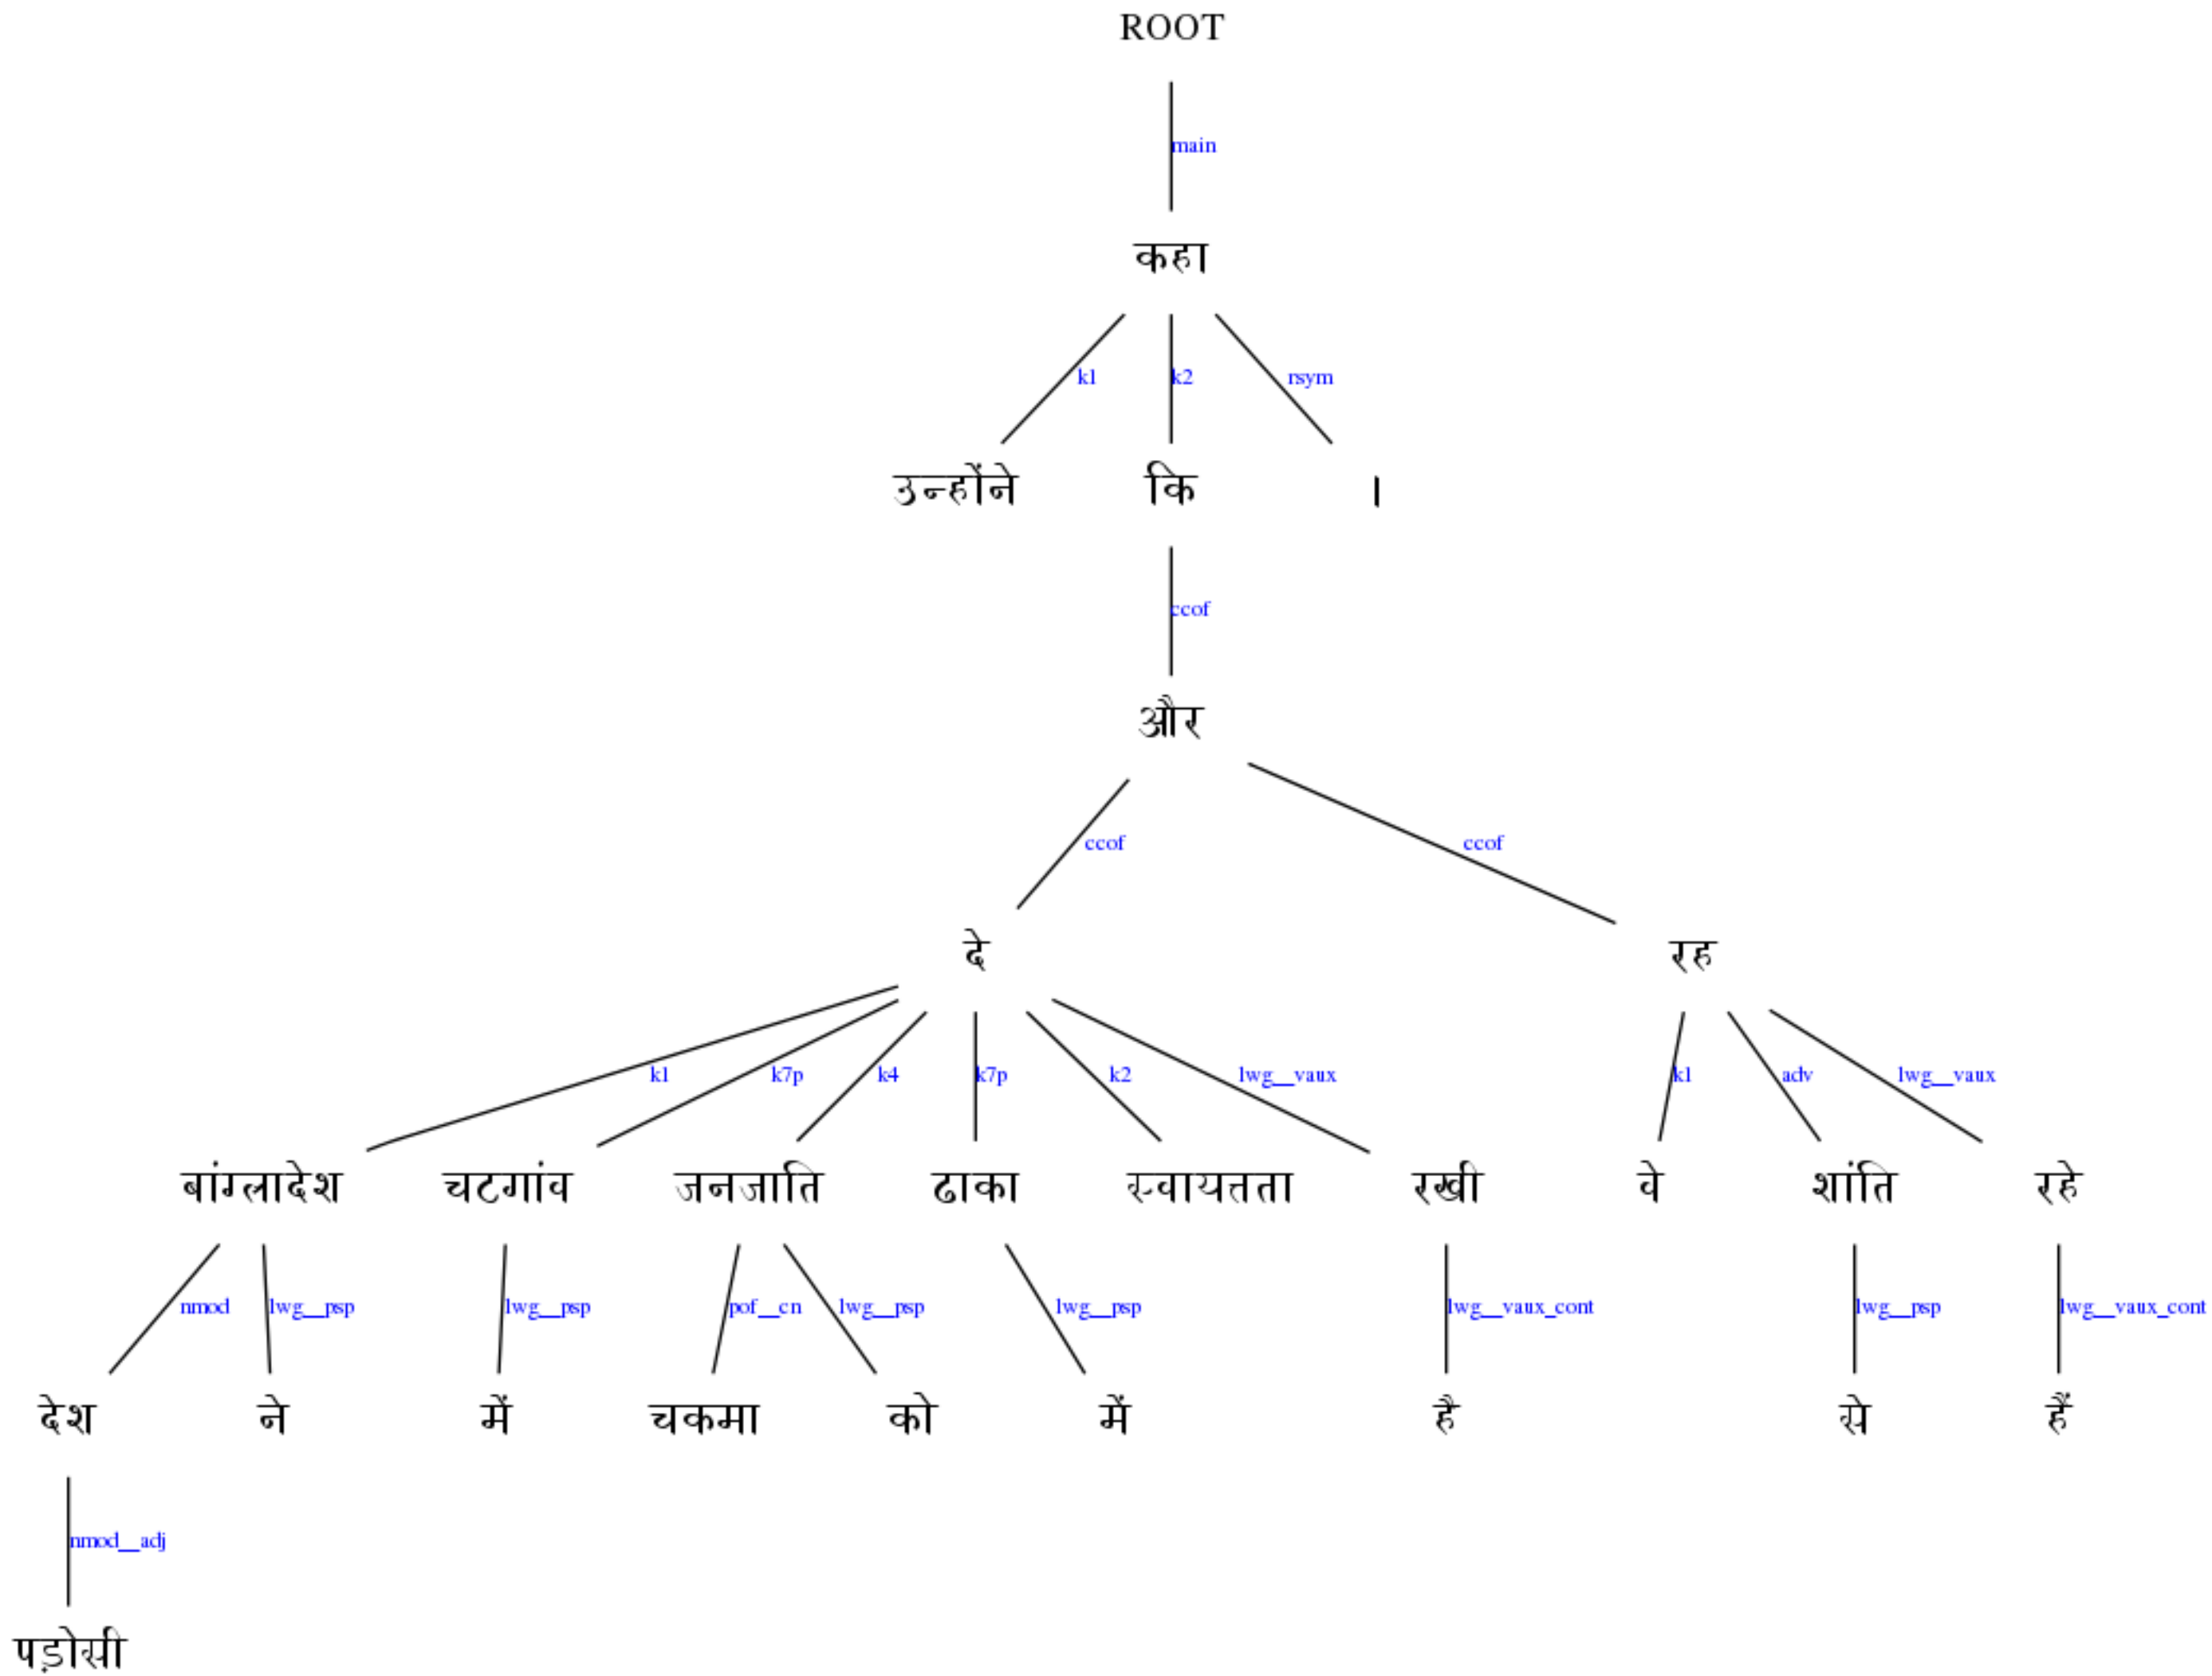 ROOT
main
कहा
k1 k2 rsym
उन्होंने कि ।
ccof
और
ccof ccof
दे रह
k1 k7p k4 k7p k2 lwg__vaux k1 adv lwg__vaux
बांग्लादेश चटगांव जनजाति ढाका स्वायत्तता रखी वे शांति रहे
nmod lwg__psp lwg__psp pof__cn lwg__psp lwg__psp lwg__vaux_cont lwg__psp lwg__vaux_cont
देश ने में चकमा को में है से हैं
nmod__adj
पड़ोसी